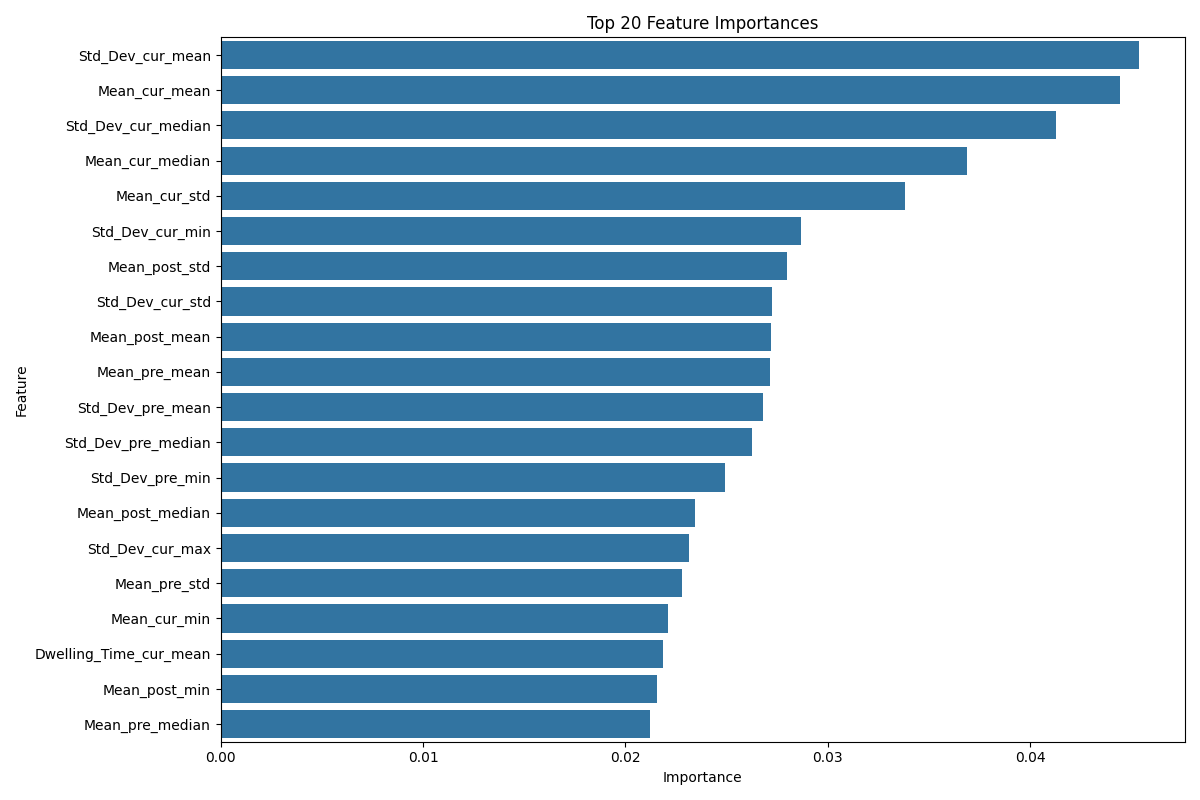 Top 20 Feature Importances
Feature
Std_Dev_cur_mean
Mean_cur_mean
Std_Dev_cur_median
Mean_cur_median
Mean_cur_std
Std_Dev_cur_min
Mean_post_std
Std_Dev_cur_std
Mean_post_mean
Mean_pre_mean
Std_Dev_pre_mean
Std_Dev_pre_median
Std_Dev_pre_min
Mean_post_median
Std_Dev_cur_max
Mean_pre_std
Mean_cur_min
Dwelling_Time_cur_mean
Mean_post_min
Mean_pre_median
0.00 0.01 0.02 0.03 0.04
Importance